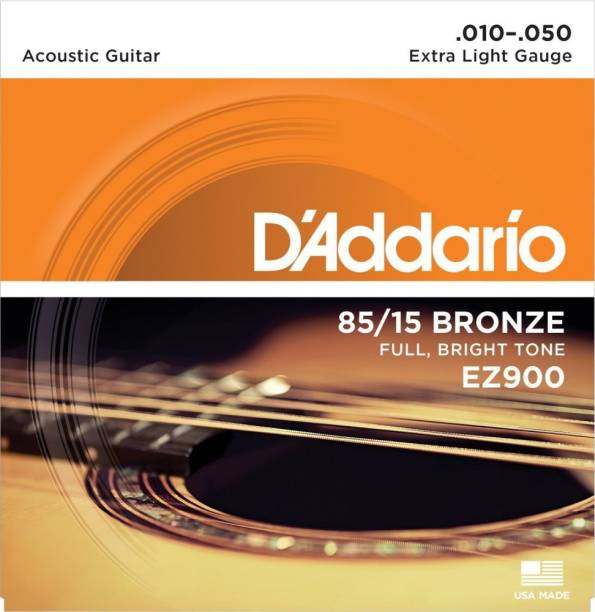 .010–.050
Acoustic Guitar
Extra Light Gauge
D'Addario
85/15 BRONZE
FULL, BRIGHT TONE
EZ900
USA MADE